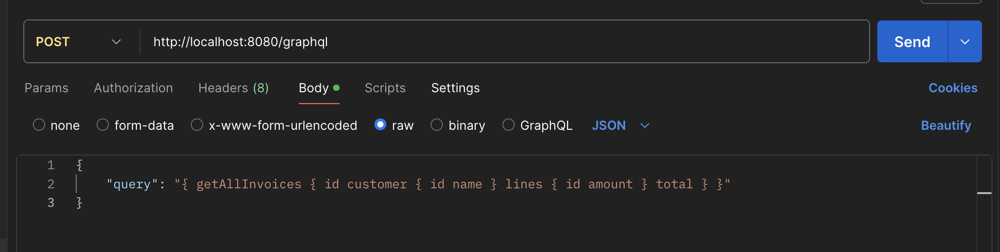 POST http://localhost:8080/graphql Send
Params Authorization Headers (8) Body Scripts Settings Cookies
none form-data x-www-form-urlencoded raw binary GraphQL JSON Beautify
1 {
2 "query": "{ getAllInvoices { id customer { id name } lines { id amount } total } }"
3 }